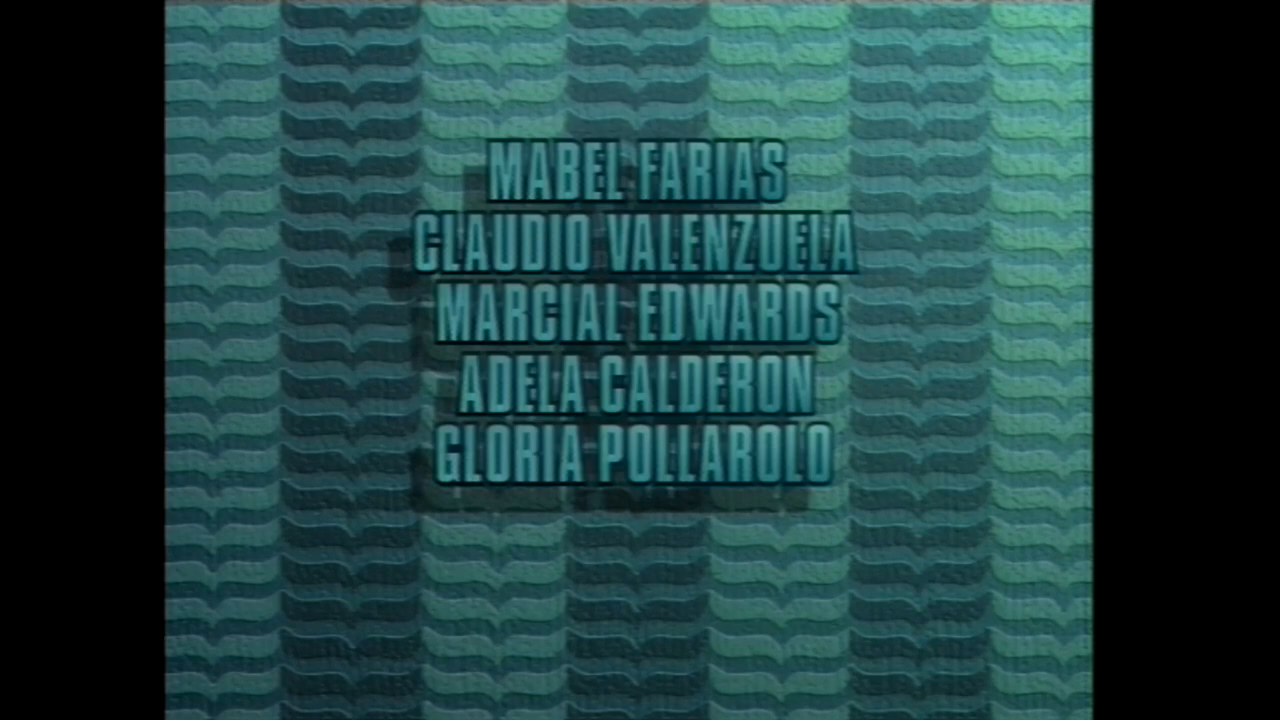 MABEL FARIAS
CLAUDIO VALENZUELA
MARCIAL EDWARDS
ADELA CALDERON
GLORIA POLLAROLO